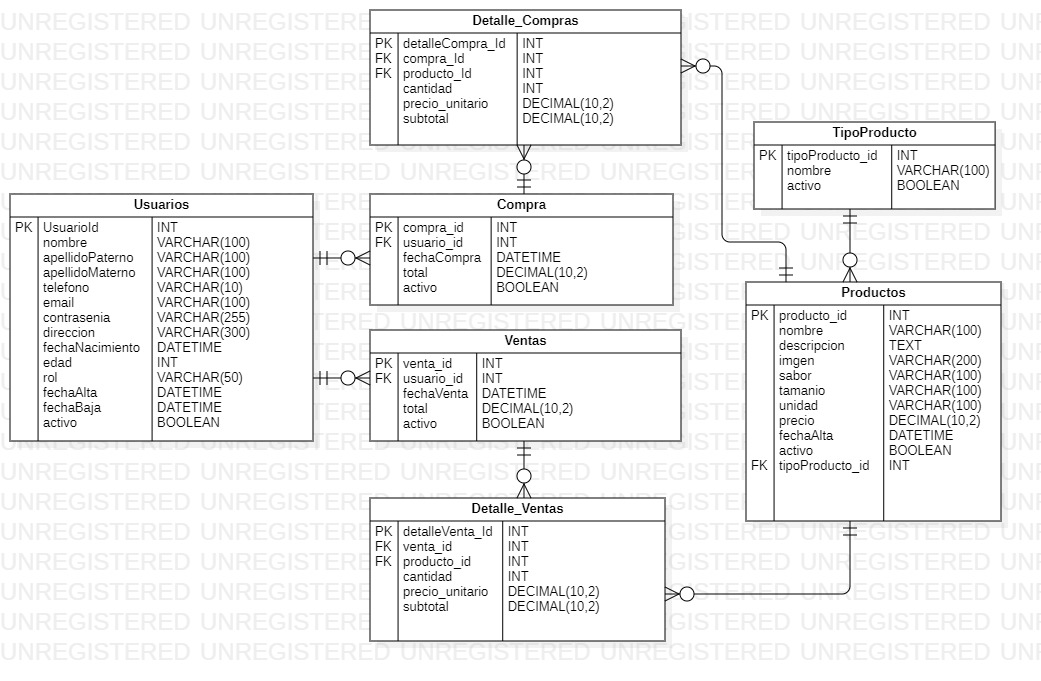 Detalle_Compras
PK detalleCompra_Id INT
FK compra_Id INT
FK producto_Id INT
cantidad INT
precio_unitario DECIMAL(10,2)
subtotal DECIMAL(10,2)
TipoProducto
PK tipoProducto_id INT
nombre VARCHAR(100)
activo BOOLEAN
Usuarios
PK UsuarioId INT
nombre VARCHAR(100)
apellidoPaterno VARCHAR(100)
apellidoMaterno VARCHAR(100)
telefono VARCHAR(10)
email VARCHAR(100)
contrasenia VARCHAR(255)
direccion VARCHAR(300)
fechaNacimiento DATETIME
edad INT
rol VARCHAR(50)
fechaAlta DATETIME
fechaBaja DATETIME
activo BOOLEAN
Compra
PK compra_id INT
FK usuario_id INT
fechaCompra DATETIME
total DECIMAL(10,2)
activo BOOLEAN
Productos
PK producto_id INT
nombre VARCHAR(100)
descripcion TEXT
imgen VARCHAR(200)
sabor VARCHAR(100)
tamanio VARCHAR(100)
unidad VARCHAR(100)
precio DECIMAL(10,2)
fechaAlta DATETIME
activo BOOLEAN
FK tipoProducto_id INT
Ventas
PK venta_id INT
FK usuario_id INT
fechaVenta DATETIME
total DECIMAL(10,2)
activo BOOLEAN
Detalle_Ventas
PK detalleVenta_Id INT
FK venta_id INT
FK producto_id INT
cantidad INT
precio_unitario DECIMAL(10,2)
subtotal DECIMAL(10,2)
UNREGISTERED UNREGISTERED UNREGISTERED UNREGISTERED UNREGISTERED UNR